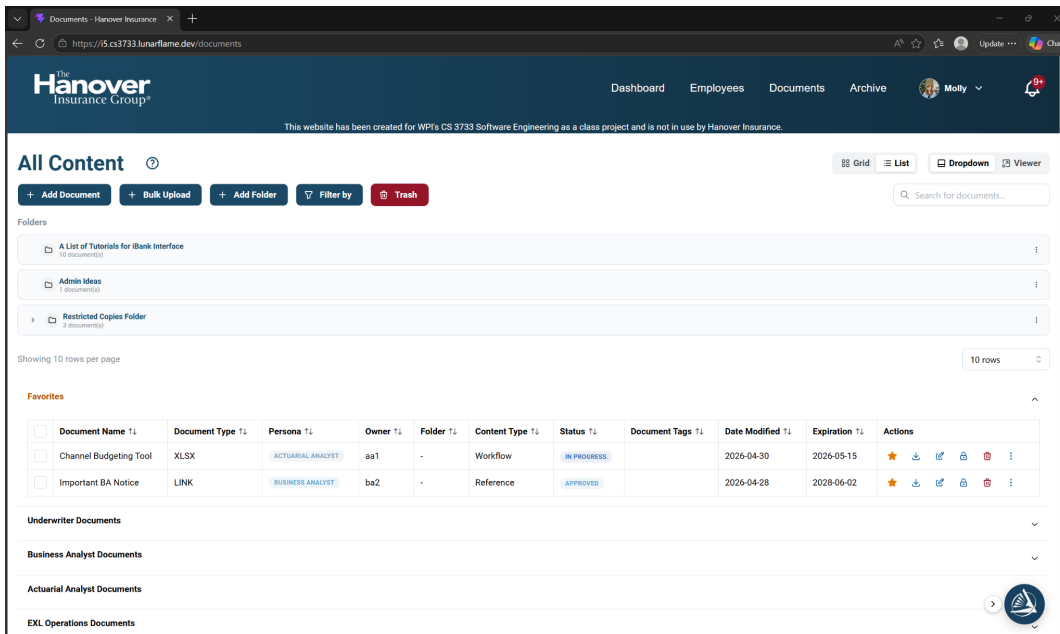 Documents - Hanover Insurance
https://i5.cs3733.lunarflame.dev/documents
Update
The
Hanover
Insurance Group®
Dashboard Employees Documents Archive Molly 9+
This website has been created for WPI's CS 3733 Software Engineering as a class project and is not in use by Hanover Insurance.
All Content
Grid List Dropdown Viewer
+ Add Document + Bulk Upload + Add Folder Filter by Trash Search for documents...
Folders
A List of Tutorials for iBank Interface
10 document(s)
Admin Ideas
1 document(s)
Restricted Copies Folder
3 document(s)
Showing 10 rows per page 10 rows
Favorites
Document Name ↑↓ Document Type ↑↓ Persona ↑↓ Owner ↑↓ Folder ↑↓ Content Type ↑↓ Status ↑↓ Document Tags ↑↓ Date Modified ↑↓ Expiration ↑↓ Actions
Channel Budgeting Tool XLSX ACTUARIAL ANALYST aa1 - Workflow IN PROGRESS 2026-04-30 2026-05-15
Important BA Notice LINK BUSINESS ANALYST ba2 - Reference APPROVED 2026-04-28 2028-06-02
Underwriter Documents
Business Analyst Documents
Actuarial Analyst Documents
EXL Operations Documents